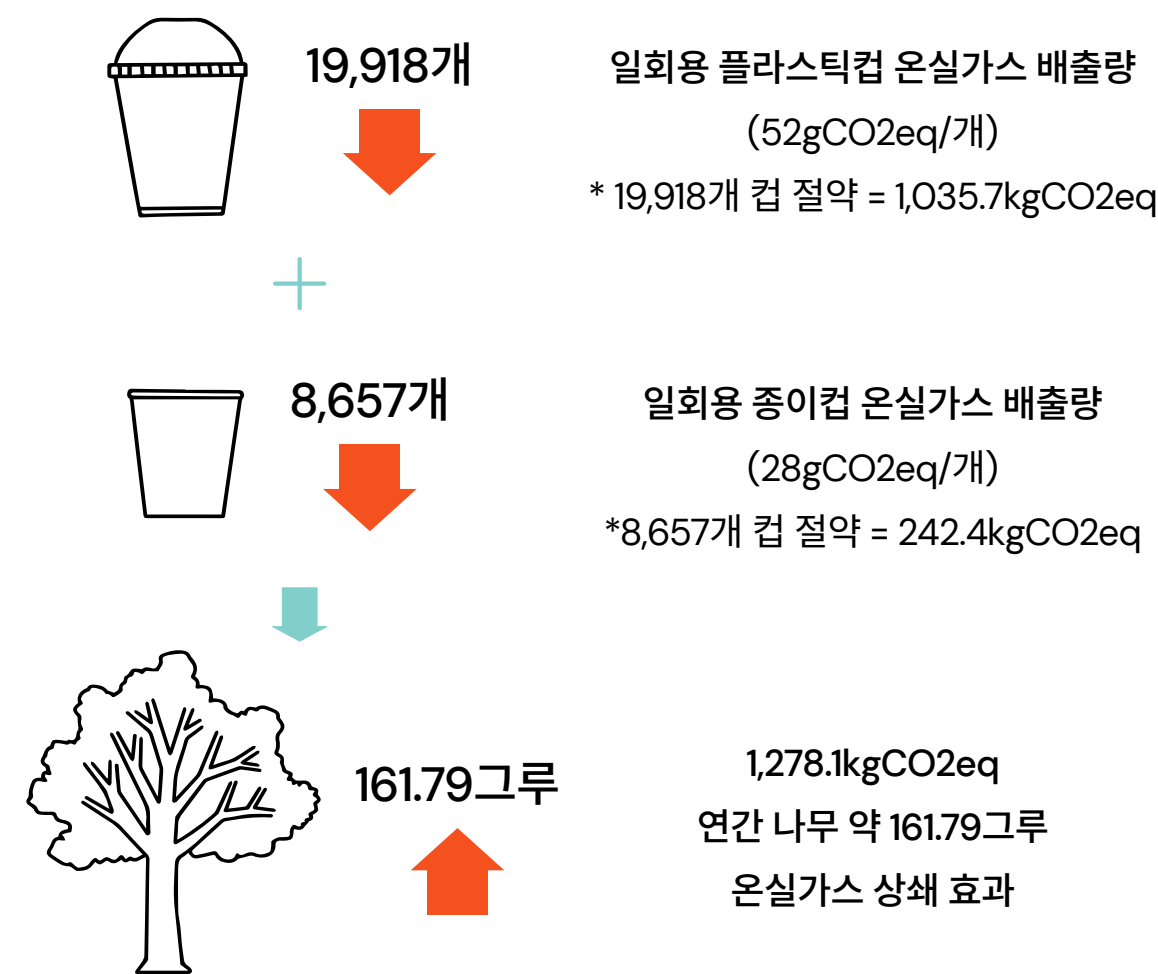 19,918개
일회용 플라스틱컵 온실가스 배출량
(52gCO2eq/개)
* 19,918개 컵 절약 = 1,035.7kgCO2eq
8,657개
일회용 종이컵 온실가스 배출량
(28gCO2eq/개)
*8,657개 컵 절약 = 242.4kgCO2eq
161.79그루
1,278.1kgCO2eq
연간 나무 약 161.79그루
온실가스 상쇄 효과